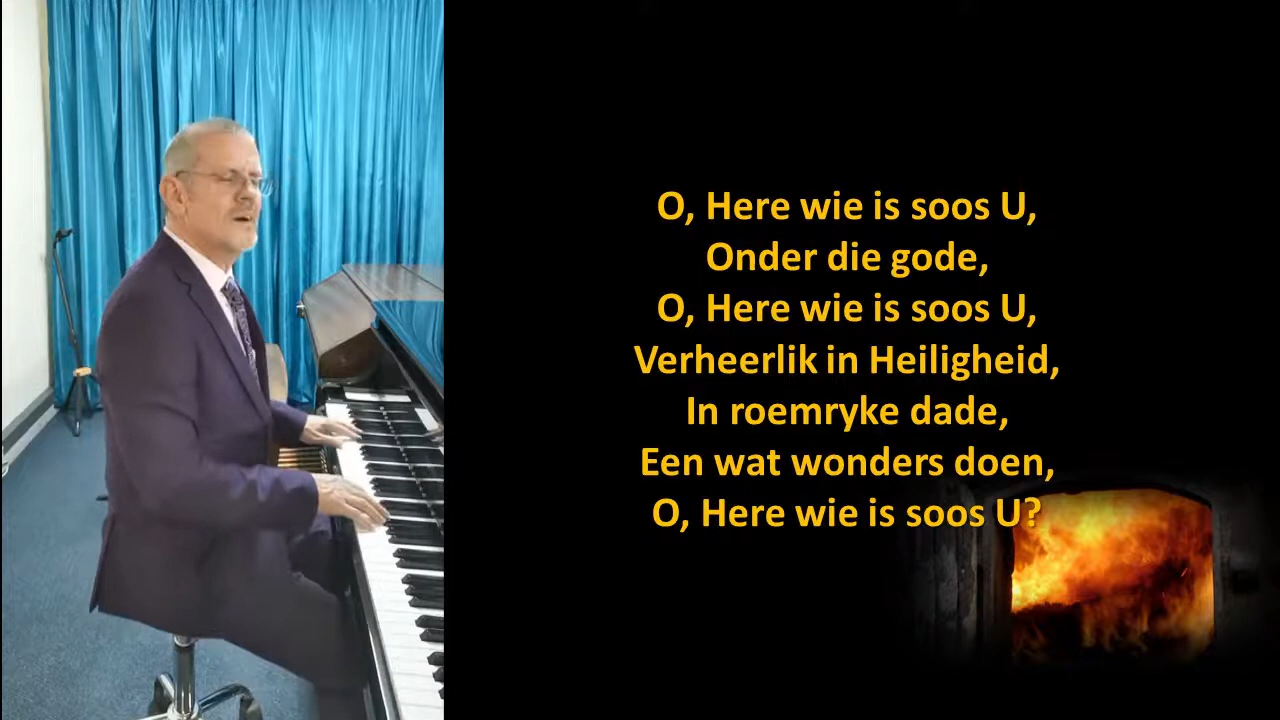 O, Here wie is soos U,
Onder die gode,
O, Here wie is soos U,
Verheerlik in Heiligheid,
In roemryke dade,
Een wat wonders doen,
O, Here wie is soos U?